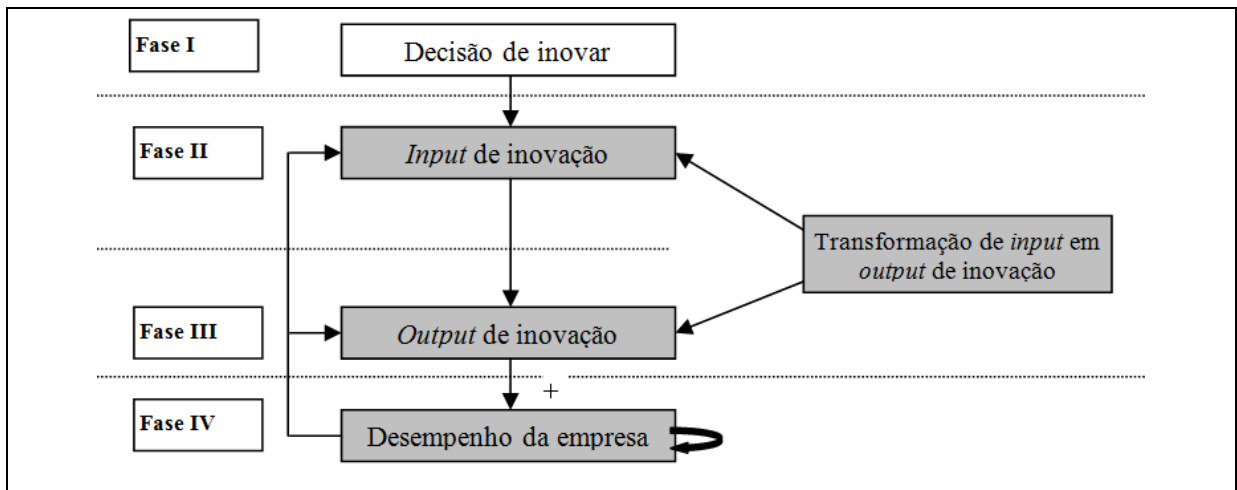 Fase I
Decisão de inovar
Fase II
Input de inovação
Transformação de input em
output de inovação
Fase III
Output de inovação
+
Fase IV
Desempenho da empresa